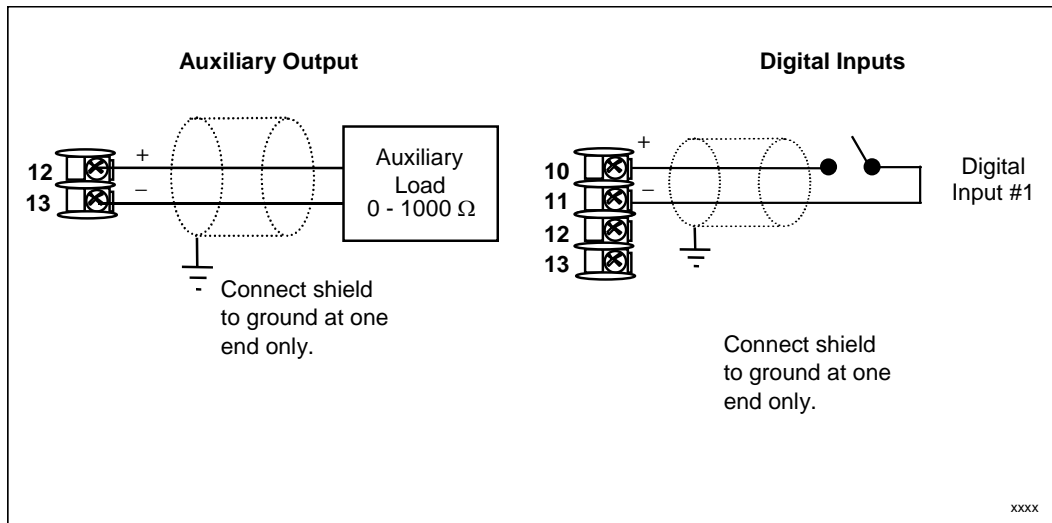 Auxiliary Output
12
13
+
−
Auxiliary
Load
0 - 1000 Ω
Connect shield
to ground at one
end only.
Digital Inputs
10
11
12
13
+
−
Digital
Input #1
Connect shield
to ground at one
end only.
xxxx